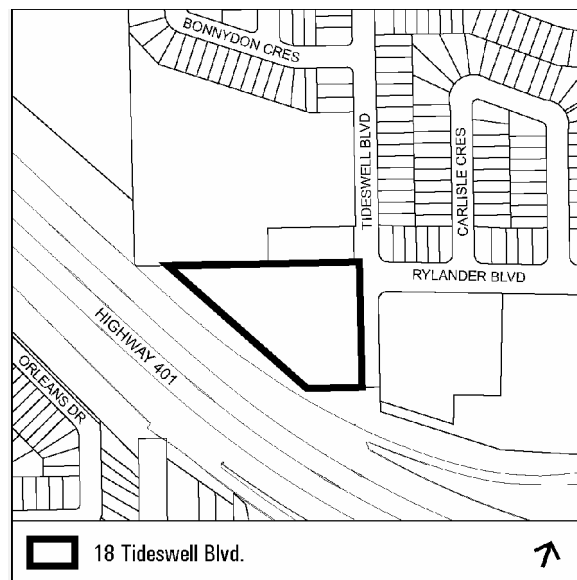 BONNYDON CRES
TIDESWELL BLVD
CARLISLE CRES
RYLANDER BLVD
HIGHWAY 401
ORLEANS DR
18 Tideswell Blvd.